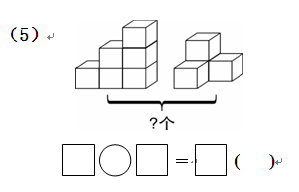 (5)
?个
= ( )